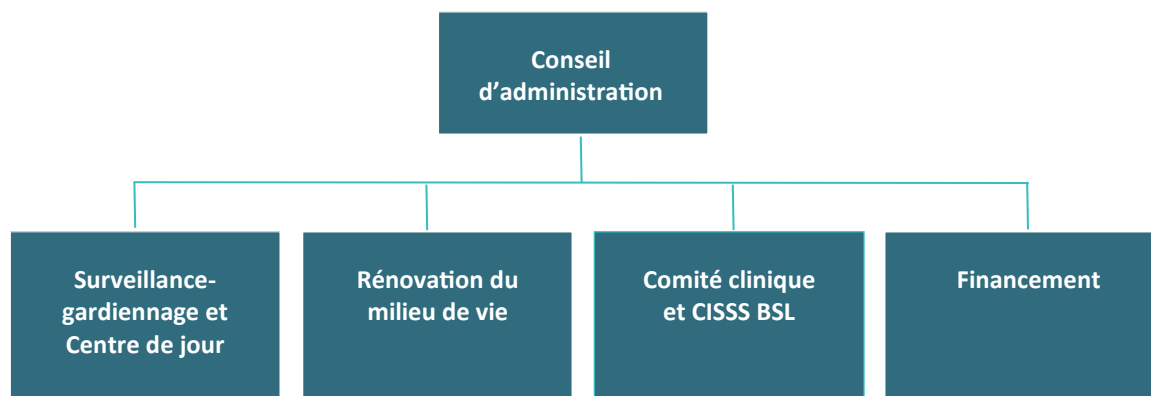 Conseil
d’administration
Surveillance-
gardiennage et
Centre de jour
Rénovation du
milieu de vie
Comité clinique
et CISSS BSL
Financement